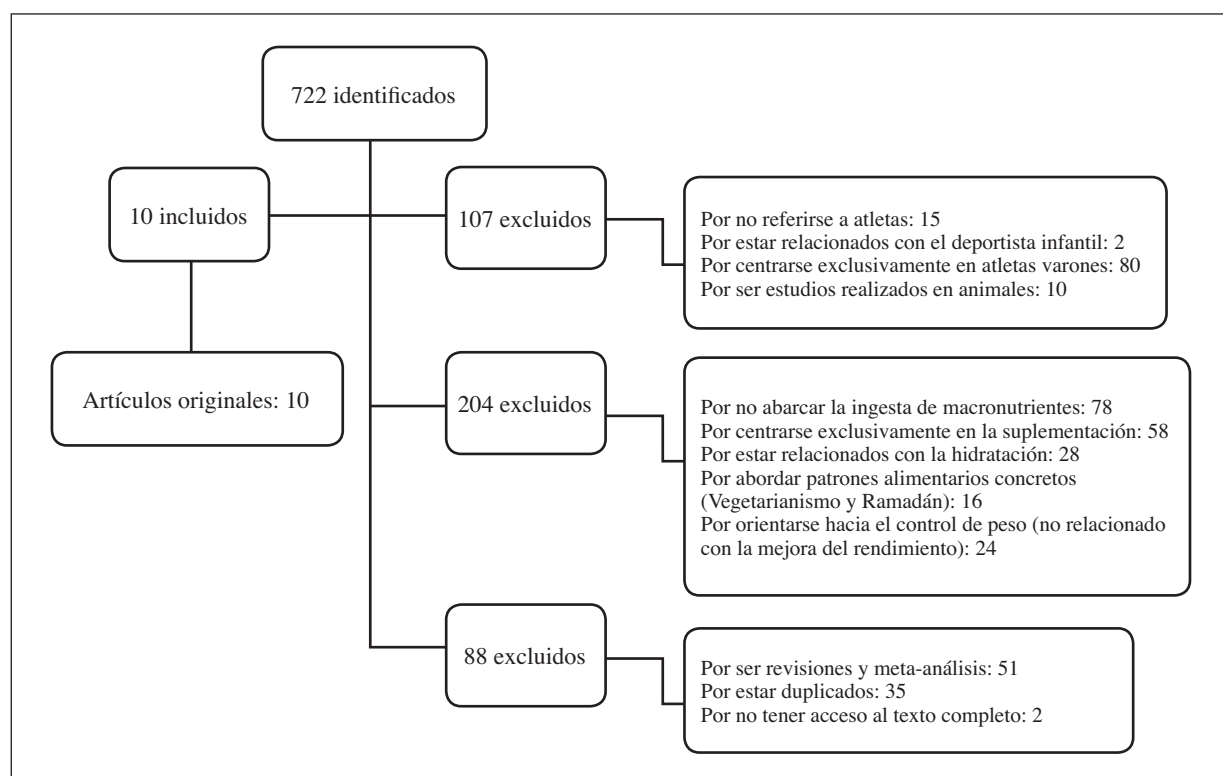 722 identificados
10 incluidos
107 excluidos
Por no referirse a atletas: 15
Por estar relacionados con el deportista infantil: 2
Por centrarse exclusivamente en atletas varones: 80
Por ser estudios realizados en animales: 10
Artículos originales: 10
204 excluidos
Por no abarcar la ingesta de macronutrientes: 78
Por centrarse exclusivamente en la suplementación: 58
Por estar relacionados con la hidratación: 28
Por abordar patrones alimentarios concretos
(Vegetarianismo y Ramadán): 16
Por orientarse hacia el control de peso (no relacionado
con la mejora del rendimiento): 24
88 excluidos
Por ser revisiones y meta-análisis: 51
Por estar duplicados: 35
Por no tener acceso al texto completo: 2